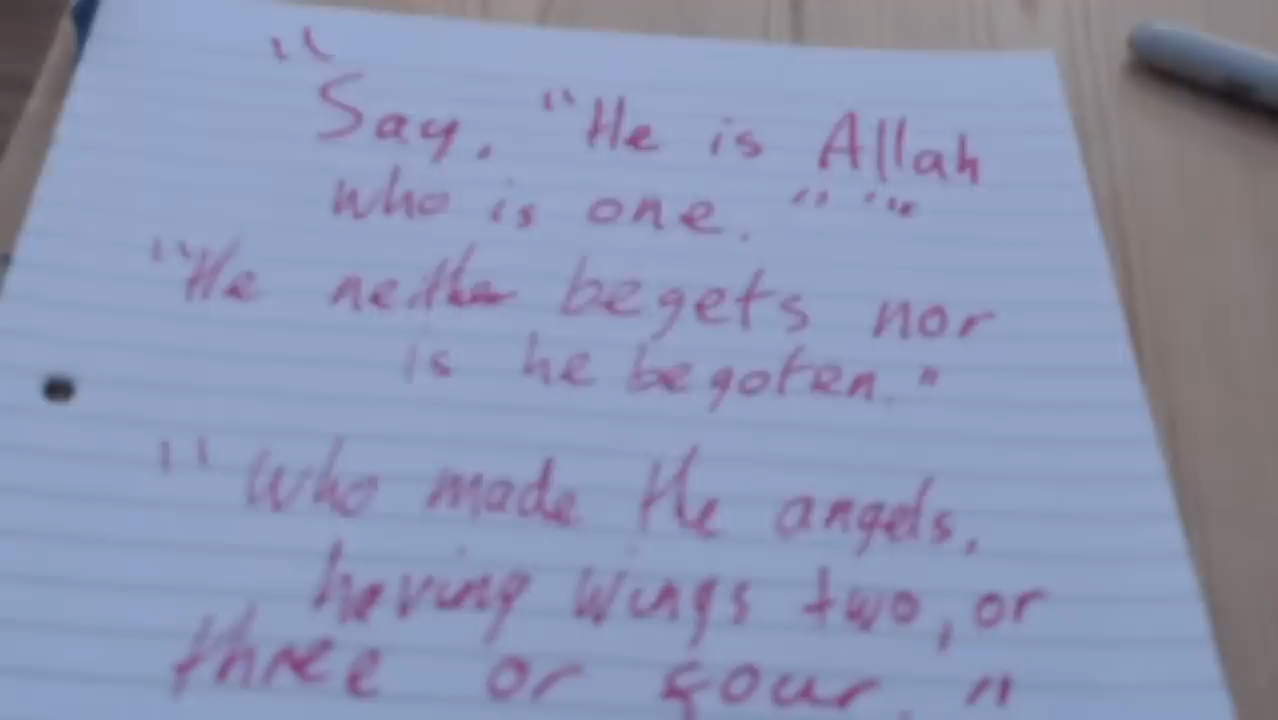 "
Say, "He is Allah
who is one." "
"He neither begets nor
is he begoten."
"Who made the angels,
having wings two, or
three or four."